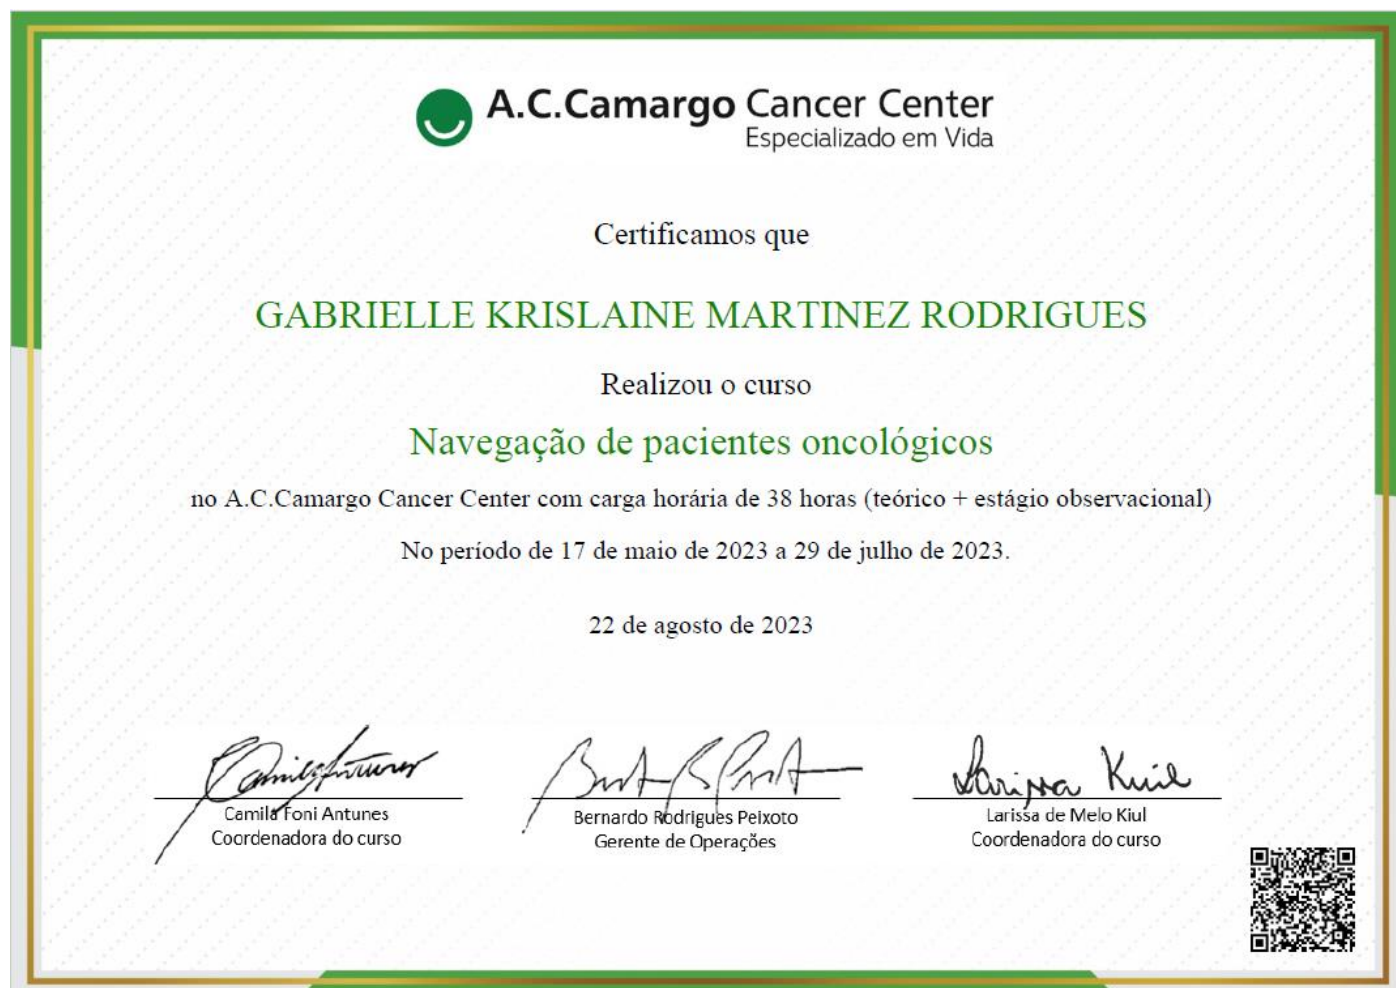 A.C.Camargo Cancer Center
Especializado em Vida
Certificamos que
GABRIELLE KRISLAINE MARTINEZ RODRIGUES
Realizou o curso
Navegação de pacientes oncológicos
no A.C.Camargo Cancer Center com carga horária de 38 horas (teórico + estágio observacional)
No período de 17 de maio de 2023 a 29 de julho de 2023.
22 de agosto de 2023
Camila Foni Antunes
Coordenadora do curso
Bernardo Rodrigues Peixoto
Gerente de Operações
Larissa Kiul
Larissa de Melo Kiul
Coordenadora do curso